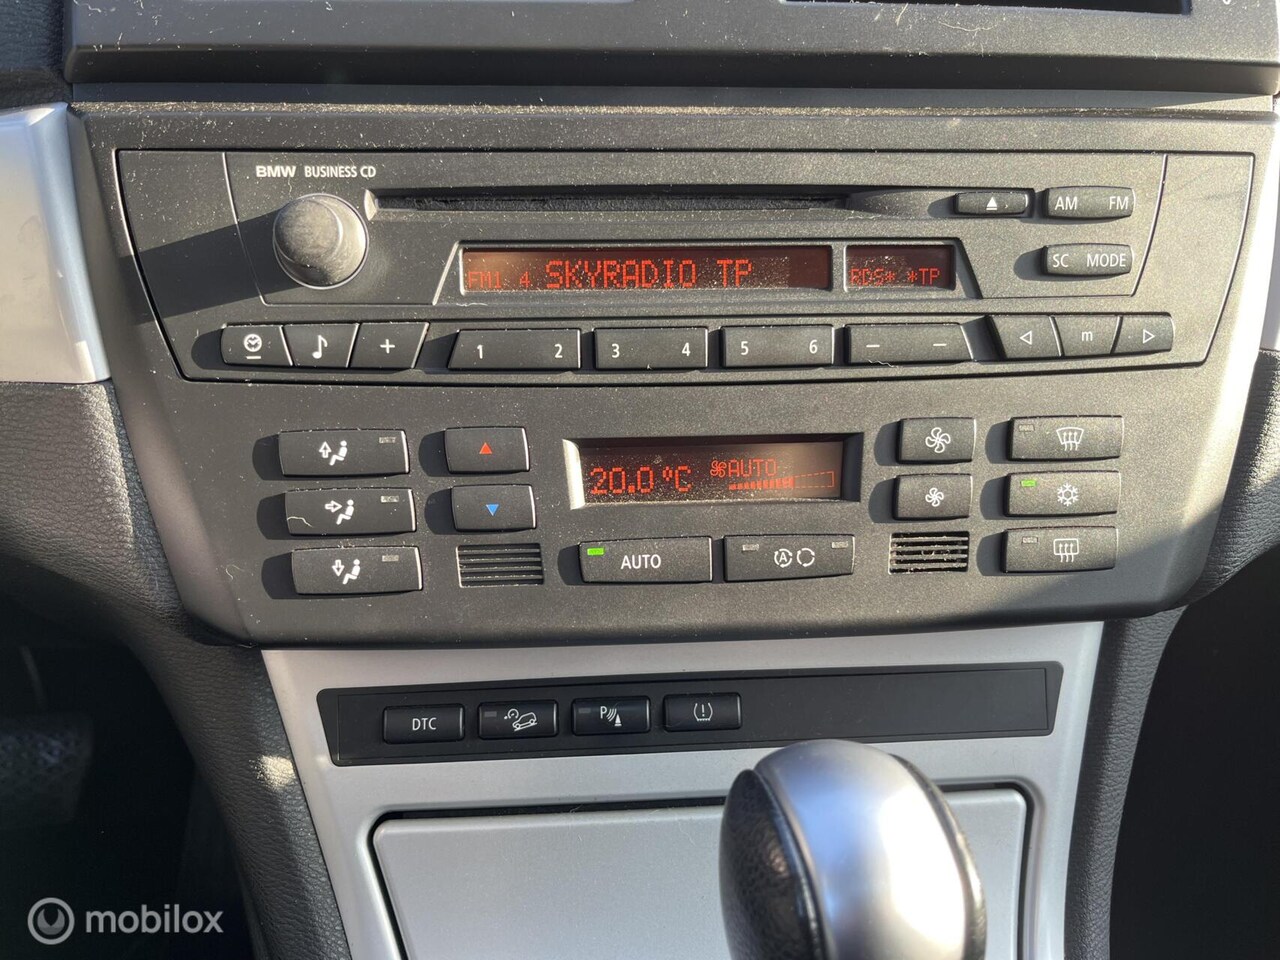 BMW BUSINESS CD
AM FM
SC MODE
FM1 4 SKYRADIO TP RDS* *TP
+ 1 2 3 4 5 6 — — m
20.0 °C AUTO
AUTO A
DTC P (!)
mobilox